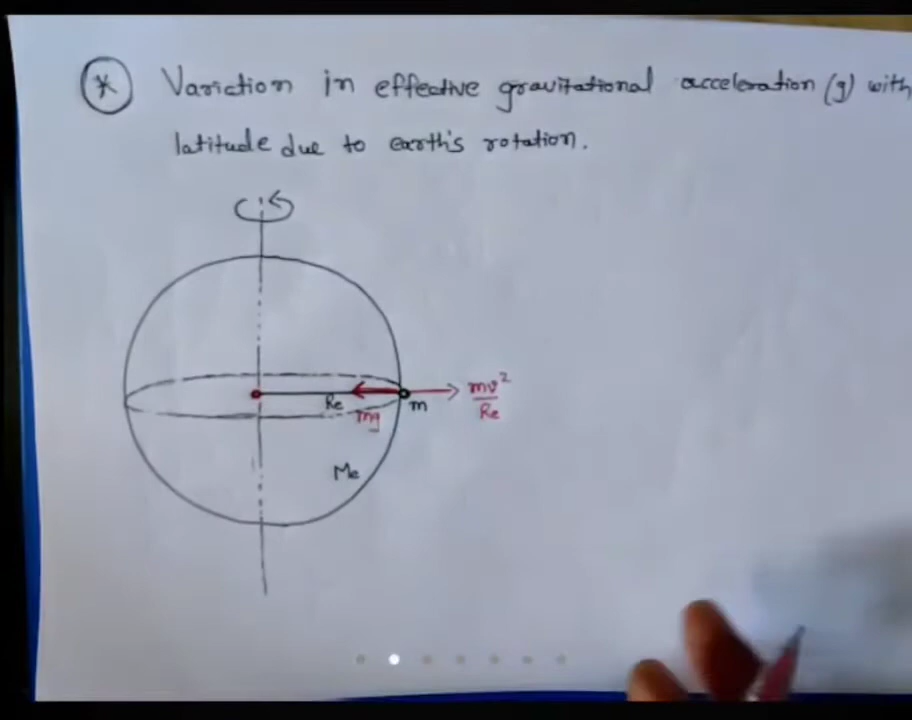 * Variation in effective gravitational acceleration (g) with
latitude due to earth's rotation.
Re
mg
m
mv²
Re
Me